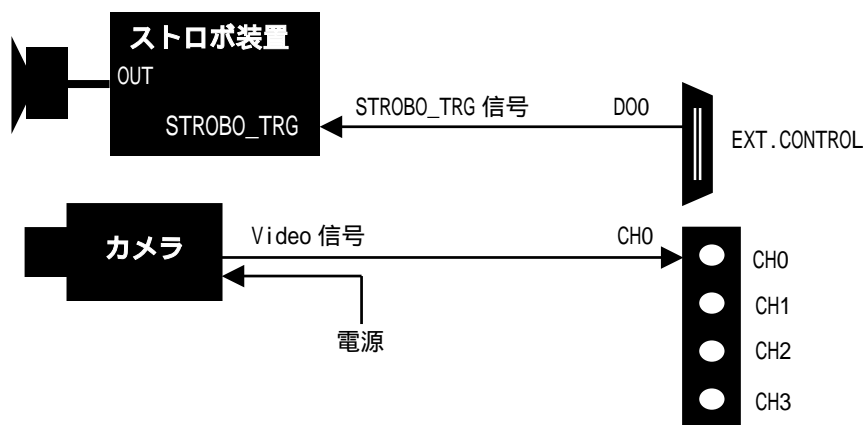 ストロボ装置
OUT
STROBO_TRG
STROBO_TRG 信号
DO0
EXT.CONTROL
カメラ
Video 信号
CH0
電源
CH0
CH1
CH2
CH3